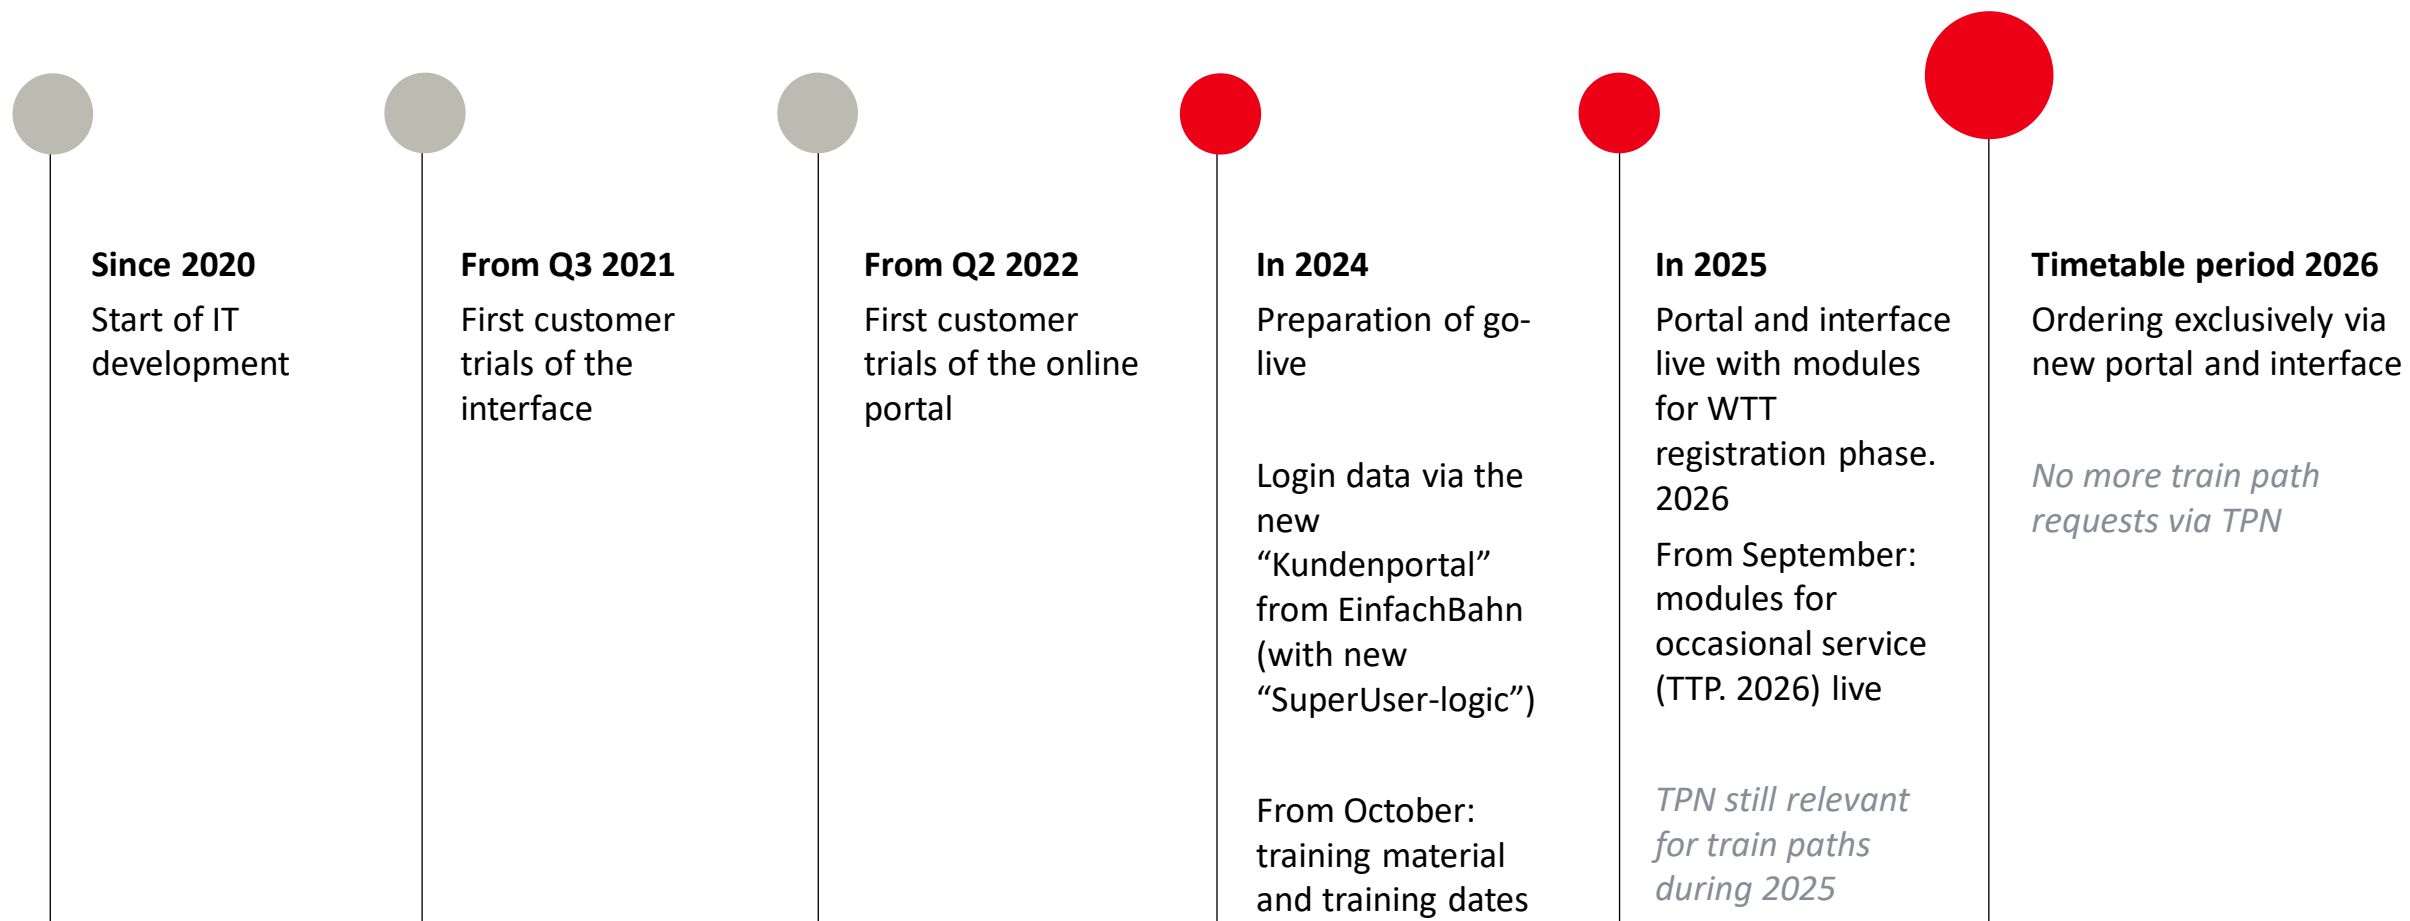 Since 2020
Start of IT
development
From Q3 2021
First customer
trials of the
interface
From Q2 2022
First customer
trials of the online
portal
In 2024
Preparation of go-
live
Login data via the
new
“Kundenportal”
from EinfachBahn
(with new
“SuperUser-logic”)
From October:
training material
and training dates
In 2025
Portal and interface
live with modules
for WTT
registration phase.
2026
From September:
modules for
occasional service
(TTP. 2026) live
TPN still relevant
for train paths
during 2025
Timetable period 2026
Ordering exclusively via
new portal and interface
No more train path
requests via TPN